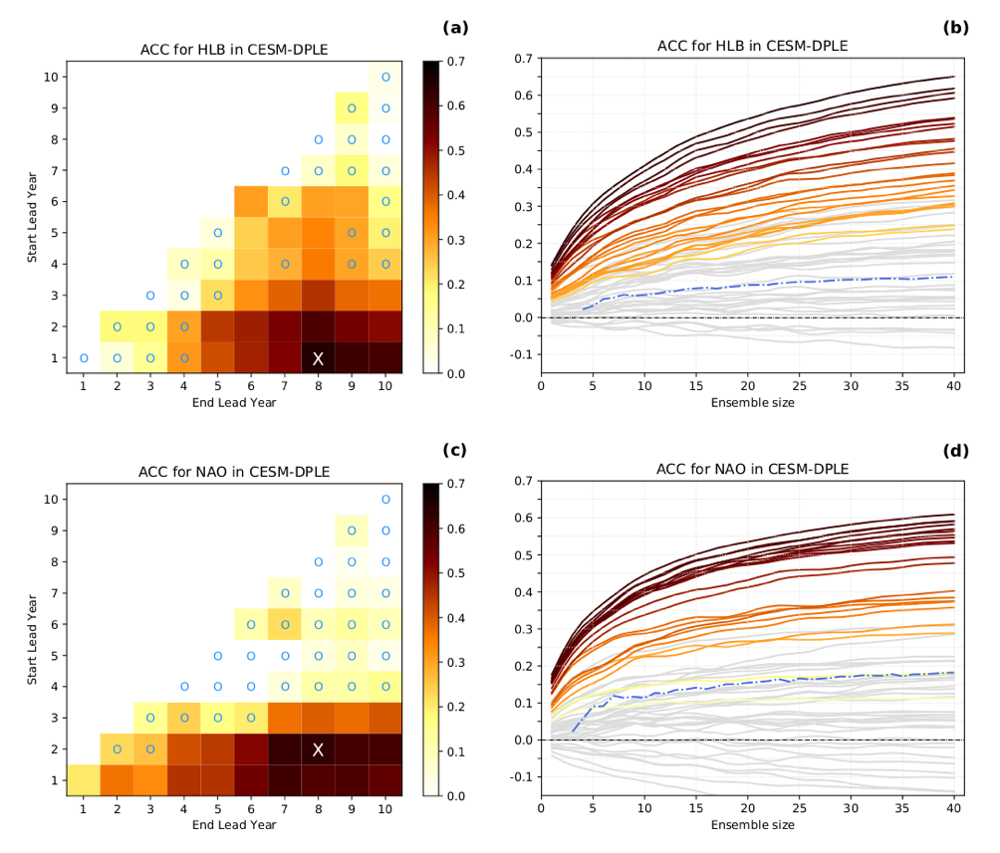 (a)
ACC for HLB in CESM-DPLE
Start Lead Year
10 O 0.7
9 O O
8 O O O 0.6
7 O O O O 0.5
6 O O 0.4
5 O O O
4 O O O O O 0.3
3 O O O 0.2
2 O O O 0.1
1 O O O O X 0.0
1 2 3 4 5 6 7 8 9 10
End Lead Year
(b)
ACC for HLB in CESM-DPLE
0.7
0.6
0.5
0.4
0.3
0.2
0.1
0.0
-0.1
0 5 10 15 20 25 30 35 40
Ensemble size
(c)
ACC for NAO in CESM-DPLE
Start Lead Year
10 O 0.7
9 O O
8 O O O 0.6
7 O O O O 0.5
6 O O O O O 0.4
5 O O O O O O
4 O O O O O O O 0.3
3 O O O O 0.2
2 O O X 0.1
1 0.0
1 2 3 4 5 6 7 8 9 10
End Lead Year
(d)
ACC for NAO in CESM-DPLE
0.7
0.6
0.5
0.4
0.3
0.2
0.1
0.0
-0.1
0 5 10 15 20 25 30 35 40
Ensemble size